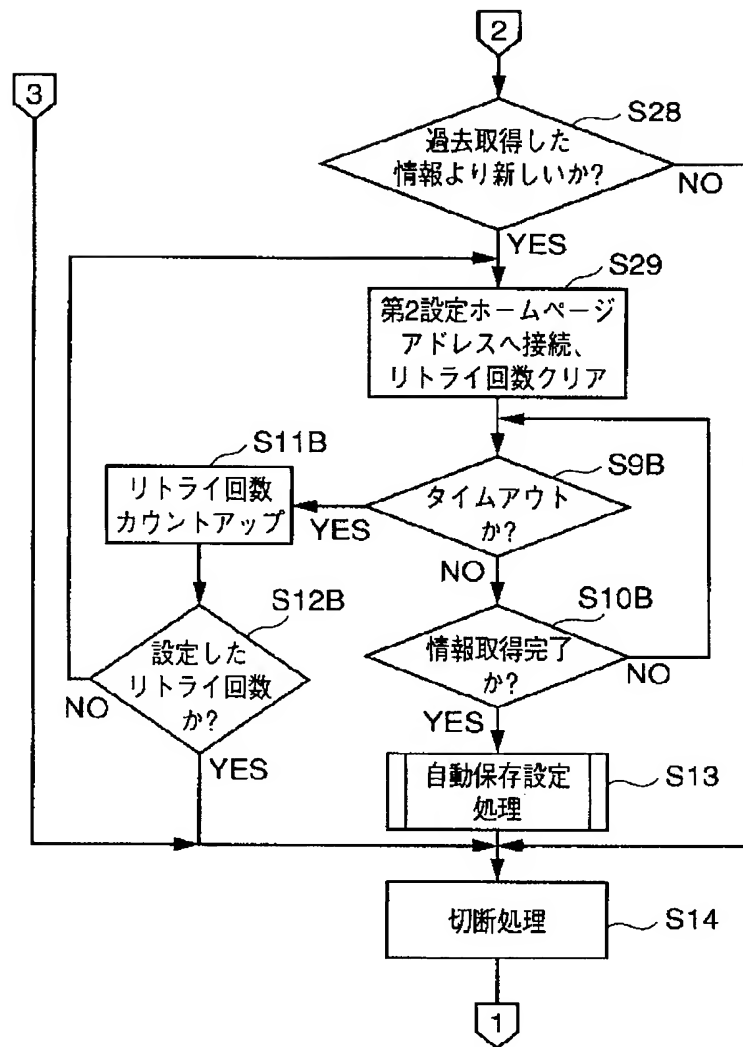 2
3
S28
過去取得した
情報より新しいか?
NO
YES
S29
第2設定ホームページ
アドレスへ接続、
リトライ回数クリア
S11B
リトライ回数
カウントアップ
S9B
タイムアウト
か?
YES
NO
S12B
設定した
リトライ回数
か?
NO
YES
S10B
情報取得完了
か?
NO
YES
自動保存設定
処理
S13
切断処理
S14
1